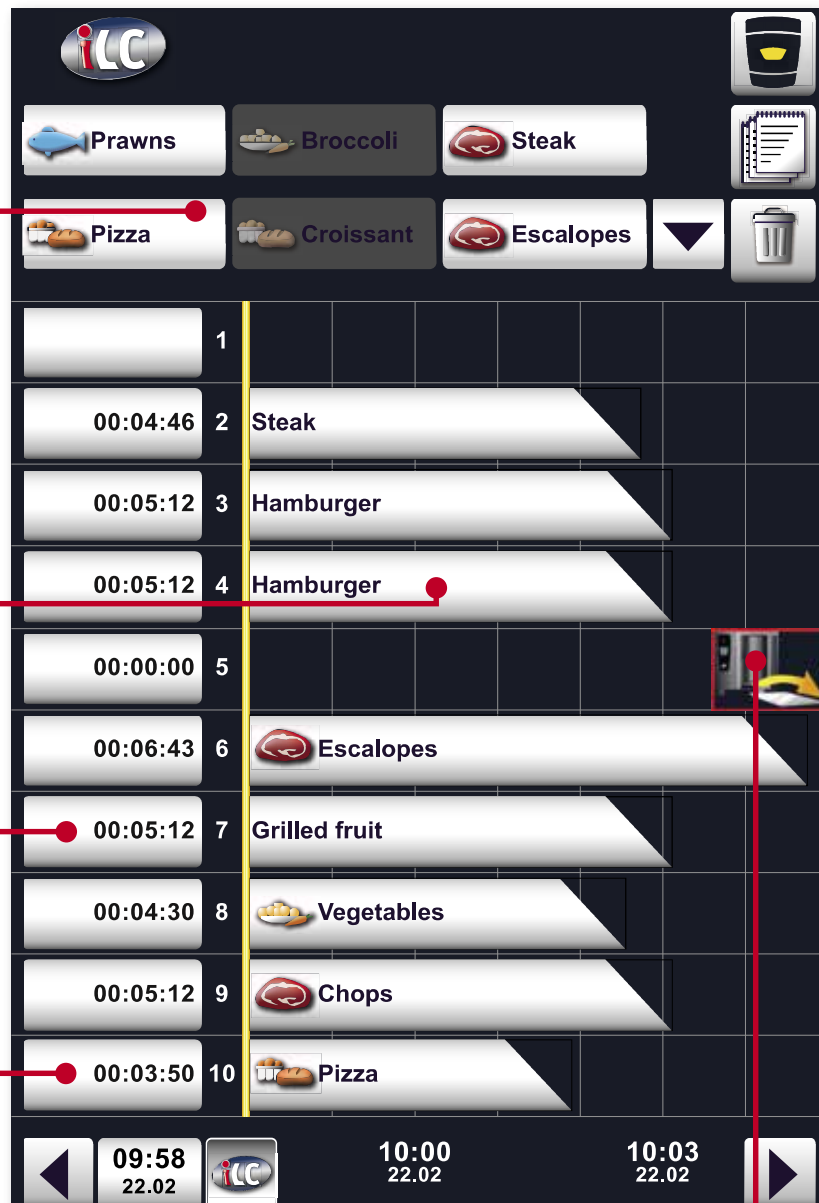 iLC
Prawns Broccoli Steak
Pizza Croissant Escalopes
1
00:04:46 2 Steak
00:05:12 3 Hamburger
00:05:12 4 Hamburger
00:00:00 5
00:06:43 6 Escalopes
00:05:12 7 Grilled fruit
00:04:30 8 Vegetables
00:05:12 9 Chops
00:03:50 10 Pizza
09:58 iLC 10:00 10:03
22.02 22.02 22.02